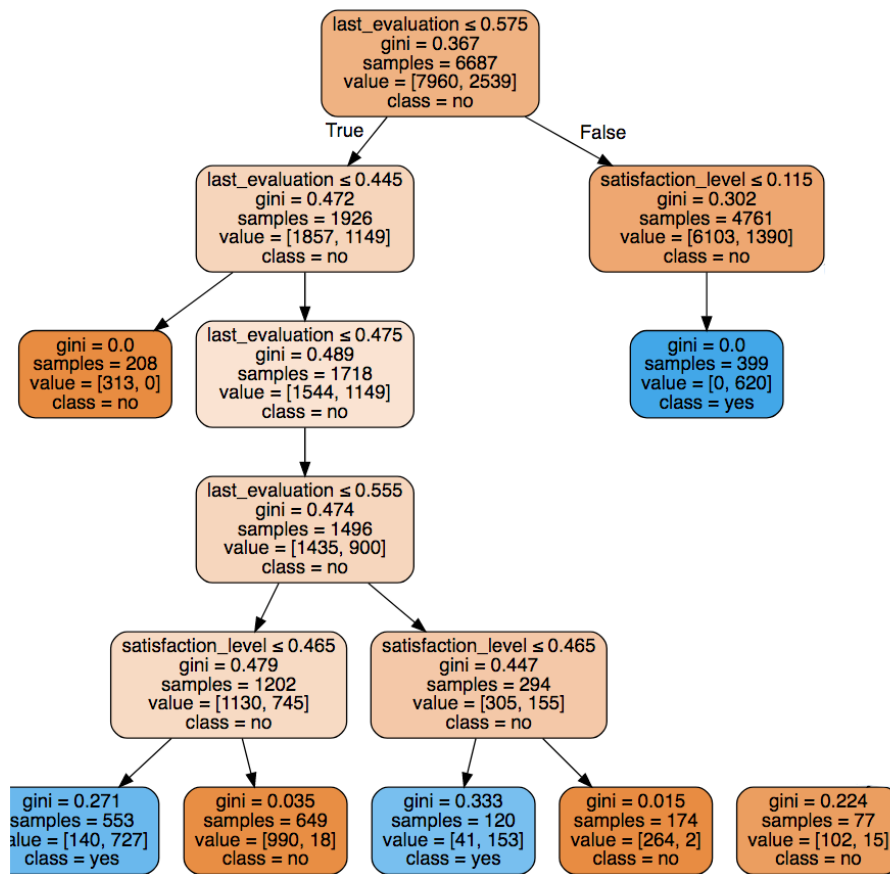 last_evaluation ≤ 0.575
gini = 0.367
samples = 6687
value = [7960, 2539]
class = no
True
False
last_evaluation ≤ 0.445
gini = 0.472
samples = 1926
value = [1857, 1149]
class = no
satisfaction_level ≤ 0.115
gini = 0.302
samples = 4761
value = [6103, 1390]
class = no
gini = 0.0
samples = 208
value = [313, 0]
class = no
last_evaluation ≤ 0.475
gini = 0.489
samples = 1718
value = [1544, 1149]
class = no
gini = 0.0
samples = 399
value = [0, 620]
class = yes
last_evaluation ≤ 0.555
gini = 0.474
samples = 1496
value = [1435, 900]
class = no
satisfaction_level ≤ 0.465
gini = 0.479
samples = 1202
value = [1130, 745]
class = no
satisfaction_level ≤ 0.465
gini = 0.447
samples = 294
value = [305, 155]
class = no
gini = 0.271
samples = 553
alue = [140, 727]
class = yes
gini = 0.035
samples = 649
value = [990, 18]
class = no
gini = 0.333
samples = 120
value = [41, 153]
class = yes
gini = 0.015
samples = 174
value = [264, 2]
class = no
gini = 0.224
samples = 77
value = [102, 15]
class = no